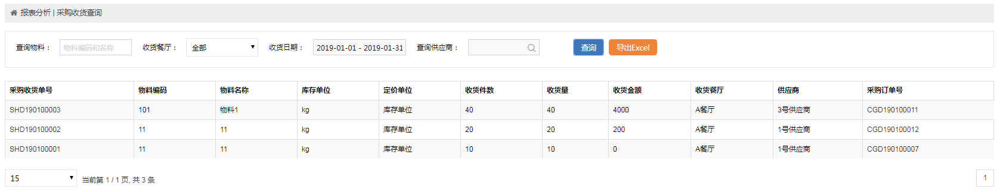 报表分析 | 采购收货查询
查询物料： 物料编码和名称 收货餐厅： 全部 收货日期： 2019-01-01 - 2019-01-31 查询供应商： 查询 导出Excel
采购收货单号 物料编码 物料名称 库存单位 定价单位 收货件数 收货量 收货金额 收货餐厅 供应商 采购订单号
SHD190100003 101 物料1 kg 库存单位 40 40 4000 A餐厅 3号供应商 CGD190100011
SHD190100002 11 11 kg 库存单位 20 20 200 A餐厅 1号供应商 CGD190100012
SHD190100001 11 11 kg 库存单位 10 10 0 A餐厅 1号供应商 CGD190100007
15 当前第 1 / 1 页, 共 3 条 1